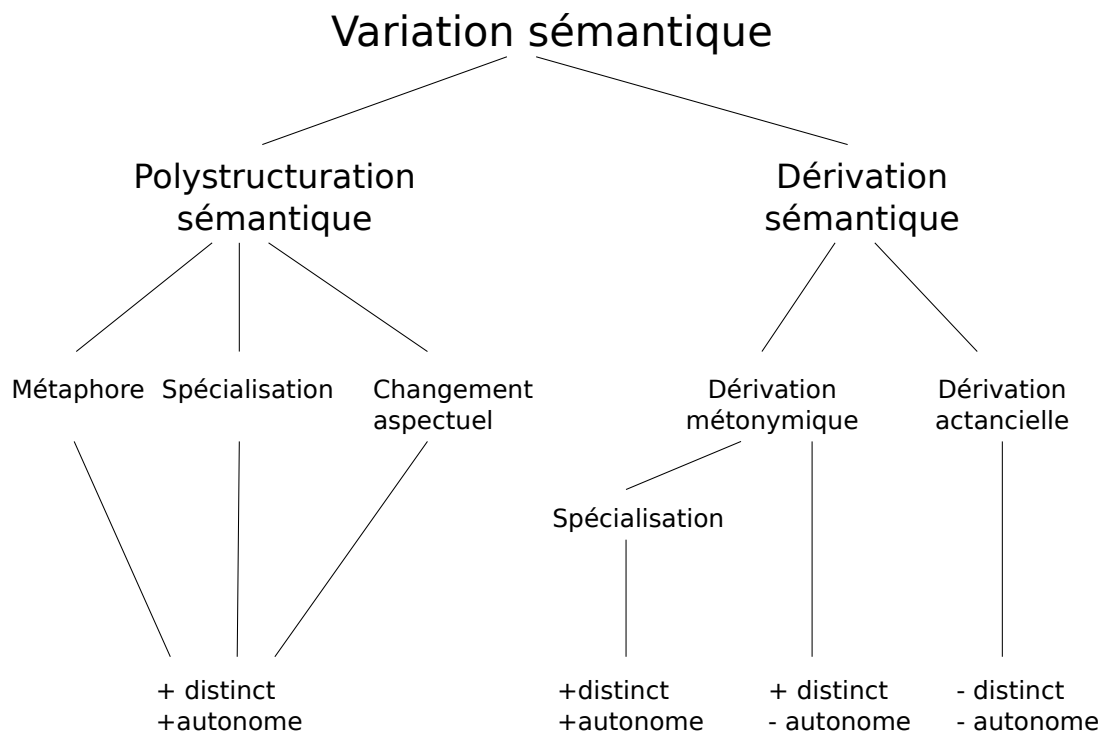 Variation sémantique
Polystructuration
sémantique
Dérivation
sémantique
Métaphore
Spécialisation
Changement
aspectuel
Dérivation
métonymique
Dérivation
actancielle
Spécialisation
+ distinct
+autonome
+distinct
+autonome
+ distinct
- autonome
- distinct
- autonome